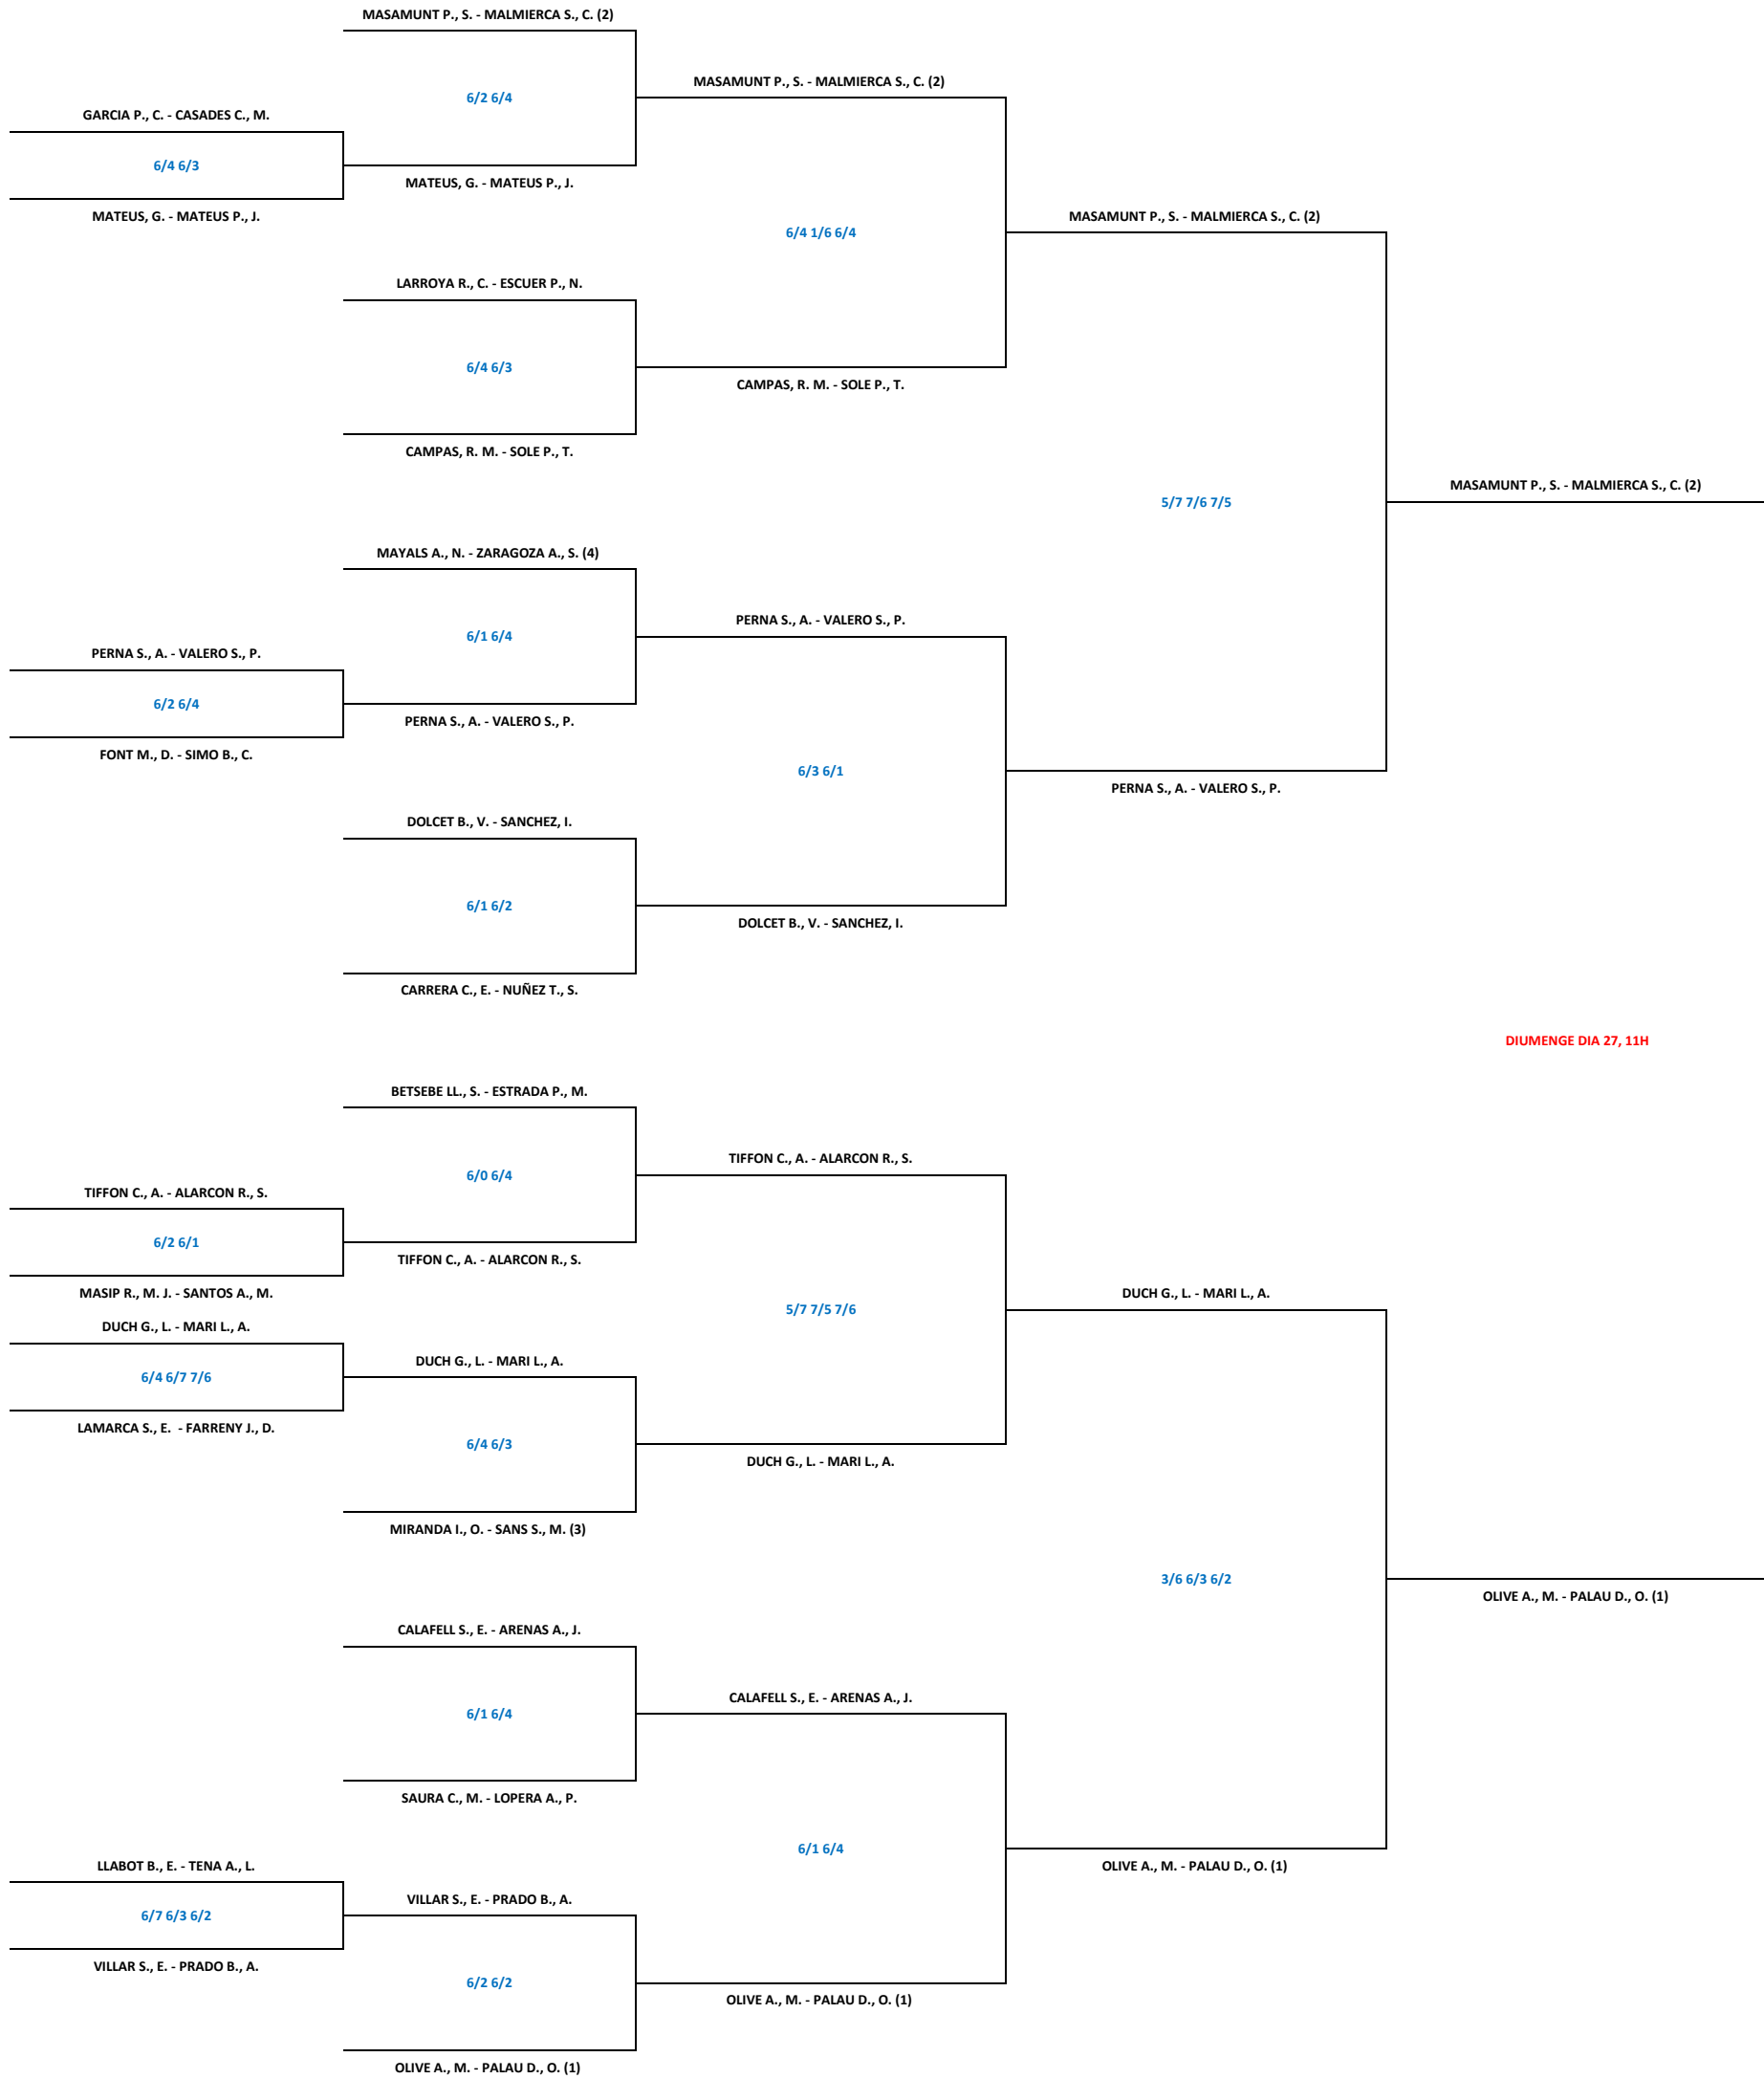 MASAMUNT P., S. - MALMIERCA S., C. (2)
MASAMUNT P., S. - MALMIERCA S., C. (2)
6/2 6/4
GARCIA P., C. - CASADES C., M.
6/4 6/3
MATEUS, G. - MATEUS P., J.
MATEUS, G. - MATEUS P., J.
MASAMUNT P., S. - MALMIERCA S., C. (2)
6/4 1/6 6/4
LARROYA R., C. - ESCUER P., N.
6/4 6/3
CAMPAS, R. M. - SOLE P., T.
CAMPAS, R. M. - SOLE P., T.
MASAMUNT P., S. - MALMIERCA S., C. (2)
5/7 7/6 7/5
MAYALS A., N. - ZARAGOZA A., S. (4)
PERNA S., A. - VALERO S., P.
6/1 6/4
PERNA S., A. - VALERO S., P.
6/2 6/4
PERNA S., A. - VALERO S., P.
FONT M., D. - SIMO B., C.
6/3 6/1
PERNA S., A. - VALERO S., P.
DOLCET B., V. - SANCHEZ, I.
6/1 6/2
DOLCET B., V. - SANCHEZ, I.
CARRERA C., E. - NUÑEZ T., S.
DIUMENGE DIA 27, 11H
BETSEBE LL., S. - ESTRADA P., M.
TIFFON C., A. - ALARCON R., S.
6/0 6/4
TIFFON C., A. - ALARCON R., S.
6/2 6/1
TIFFON C., A. - ALARCON R., S.
MASIP R., M. J. - SANTOS A., M.
DUCH G., L. - MARI L., A.
5/7 7/5 7/6
DUCH G., L. - MARI L., A.
DUCH G., L. - MARI L., A.
6/4 6/7 7/6
LAMARCA S., E. - FARRENY J., D.
6/4 6/3
DUCH G., L. - MARI L., A.
MIRANDA I., O. - SANS S., M. (3)
3/6 6/3 6/2
OLIVE A., M. - PALAU D., O. (1)
CALAFELL S., E. - ARENAS A., J.
CALAFELL S., E. - ARENAS A., J.
6/1 6/4
SAURA C., M. - LOPERA A., P.
6/1 6/4
OLIVE A., M. - PALAU D., O. (1)
LLABOT B., E. - TENA A., L.
VILLAR S., E. - PRADO B., A.
6/7 6/3 6/2
VILLAR S., E. - PRADO B., A.
6/2 6/2
OLIVE A., M. - PALAU D., O. (1)
OLIVE A., M. - PALAU D., O. (1)